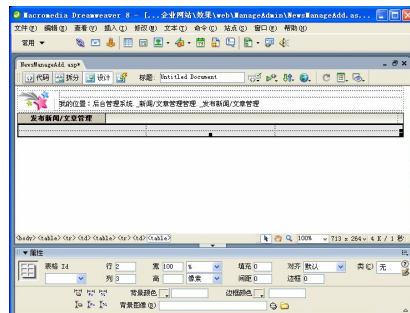 Macromedia Dreamweaver 8 - [...企业网站\效果\web\ManageAdmin\NewsManageAdd.as...
文件(F) 编辑(E) 查看(V) 插入(I) 修改(M) 文本(T) 命令(C) 站点(S) 窗口(W) 帮助(H)
常用
NewsManageAdd.asp*
代码 拆分 设计 标题: Untitled Document
我的位置：后台管理系统 _新闻/文章管理管理 _发布新闻/文章管理
发布新闻/文章管理
<body> <table> <tr> <td> <table> <tr> <td> <table> 100% 713 x 264 4 K / 1 秒
属性
表格 Id 行 2 宽 100 % 填充 0 对齐 默认 类(C) 无
列 3 高 像素 间距 0 边框 0
背景颜色 边框颜色
背景图像(G)